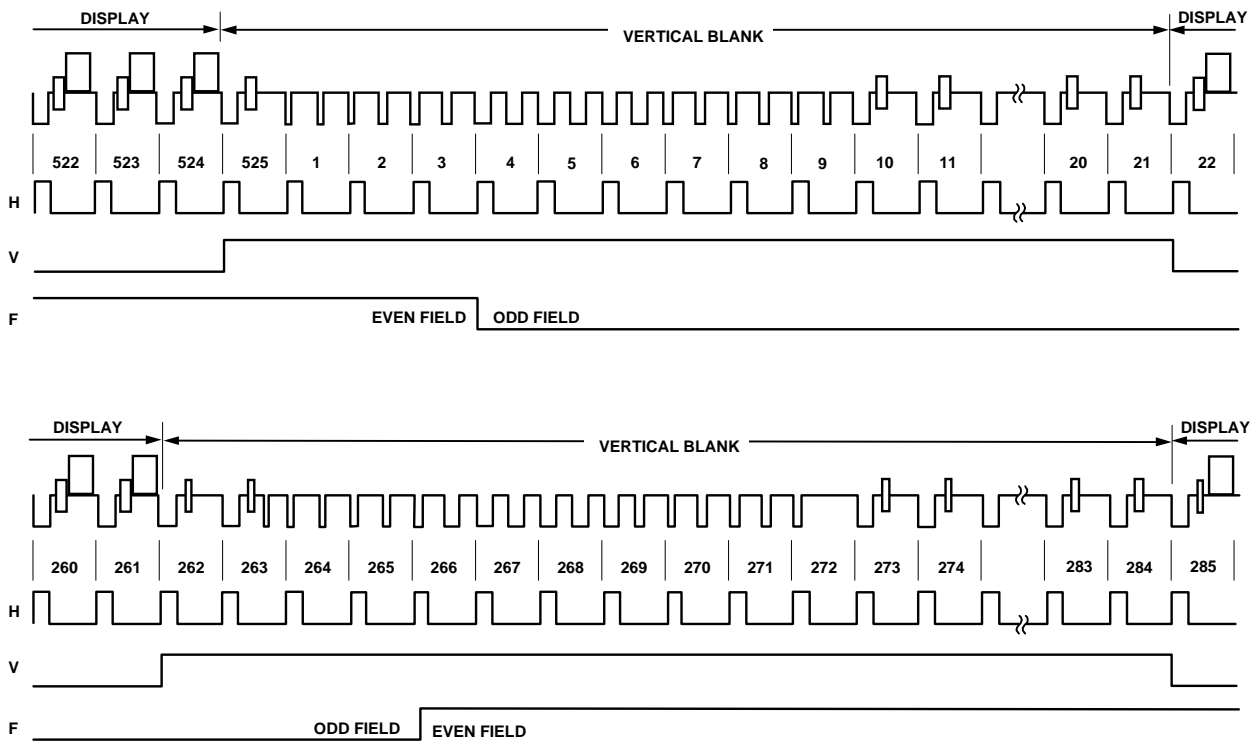 DISPLAY VERTICAL BLANK DISPLAY
522 523 524 525 1 2 3 4 5 6 7 8 9 10 11 20 21 22
H
V
F EVEN FIELD ODD FIELD
DISPLAY VERTICAL BLANK DISPLAY
260 261 262 263 264 265 266 267 268 269 270 271 272 273 274 283 284 285
H
V
F ODD FIELD EVEN FIELD